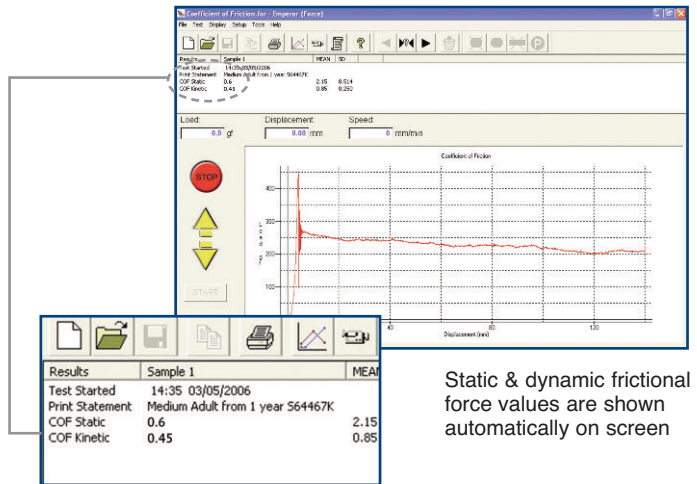 Coefficient of Friction.for - Emperor (Force)
File Test Display Setup Tools Help
Results Sample 1 MEAN SD
Test Started 14:35 03/05/2006
Print Statement Medium Adult from 1 year S64467K
COF Static 0.6 2.15 0.514
COF Kinetic 0.45 0.85 0.250
Load: Displacement: Speed:
0.0 gf 0.00 mm 0 mm/min
Coefficient of Friction
STOP
START
400
300
200
100
40 80 120
Displacement (mm)
Results Sample 1 MEAN
Test Started 14:35 03/05/2006
Print Statement Medium Adult from 1 year S64467K
COF Static 0.6 2.15
COF Kinetic 0.45 0.85
Static & dynamic frictional
force values are shown
automatically on screen